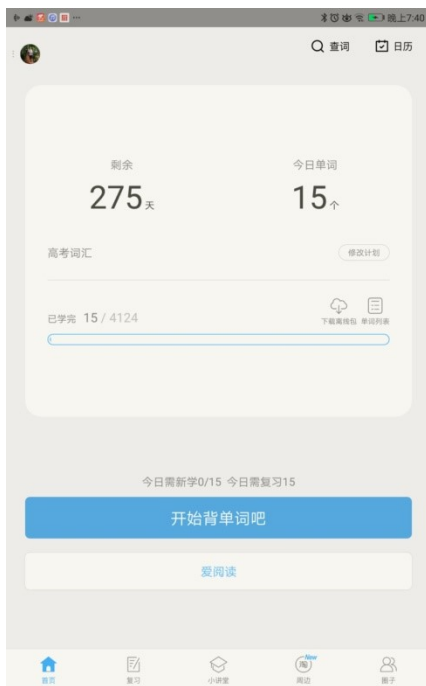 晚上7:40
查词 日历
剩余 今日单词
275天 15个
高考词汇 修改计划
已学完 15 / 4124
下载离线包 单词列表
今日需新学0/15 今日需复习15
开始背单词吧
爱阅读
淘 New
首页 复习 小讲堂 周边 圈子